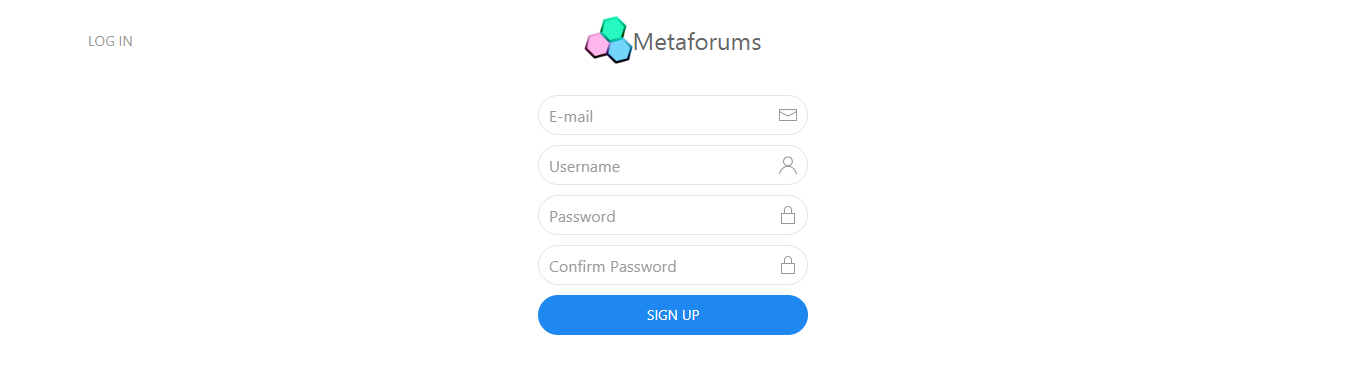 LOG IN
Metaforums
E-mail
Username
Password
Confirm Password
SIGN UP